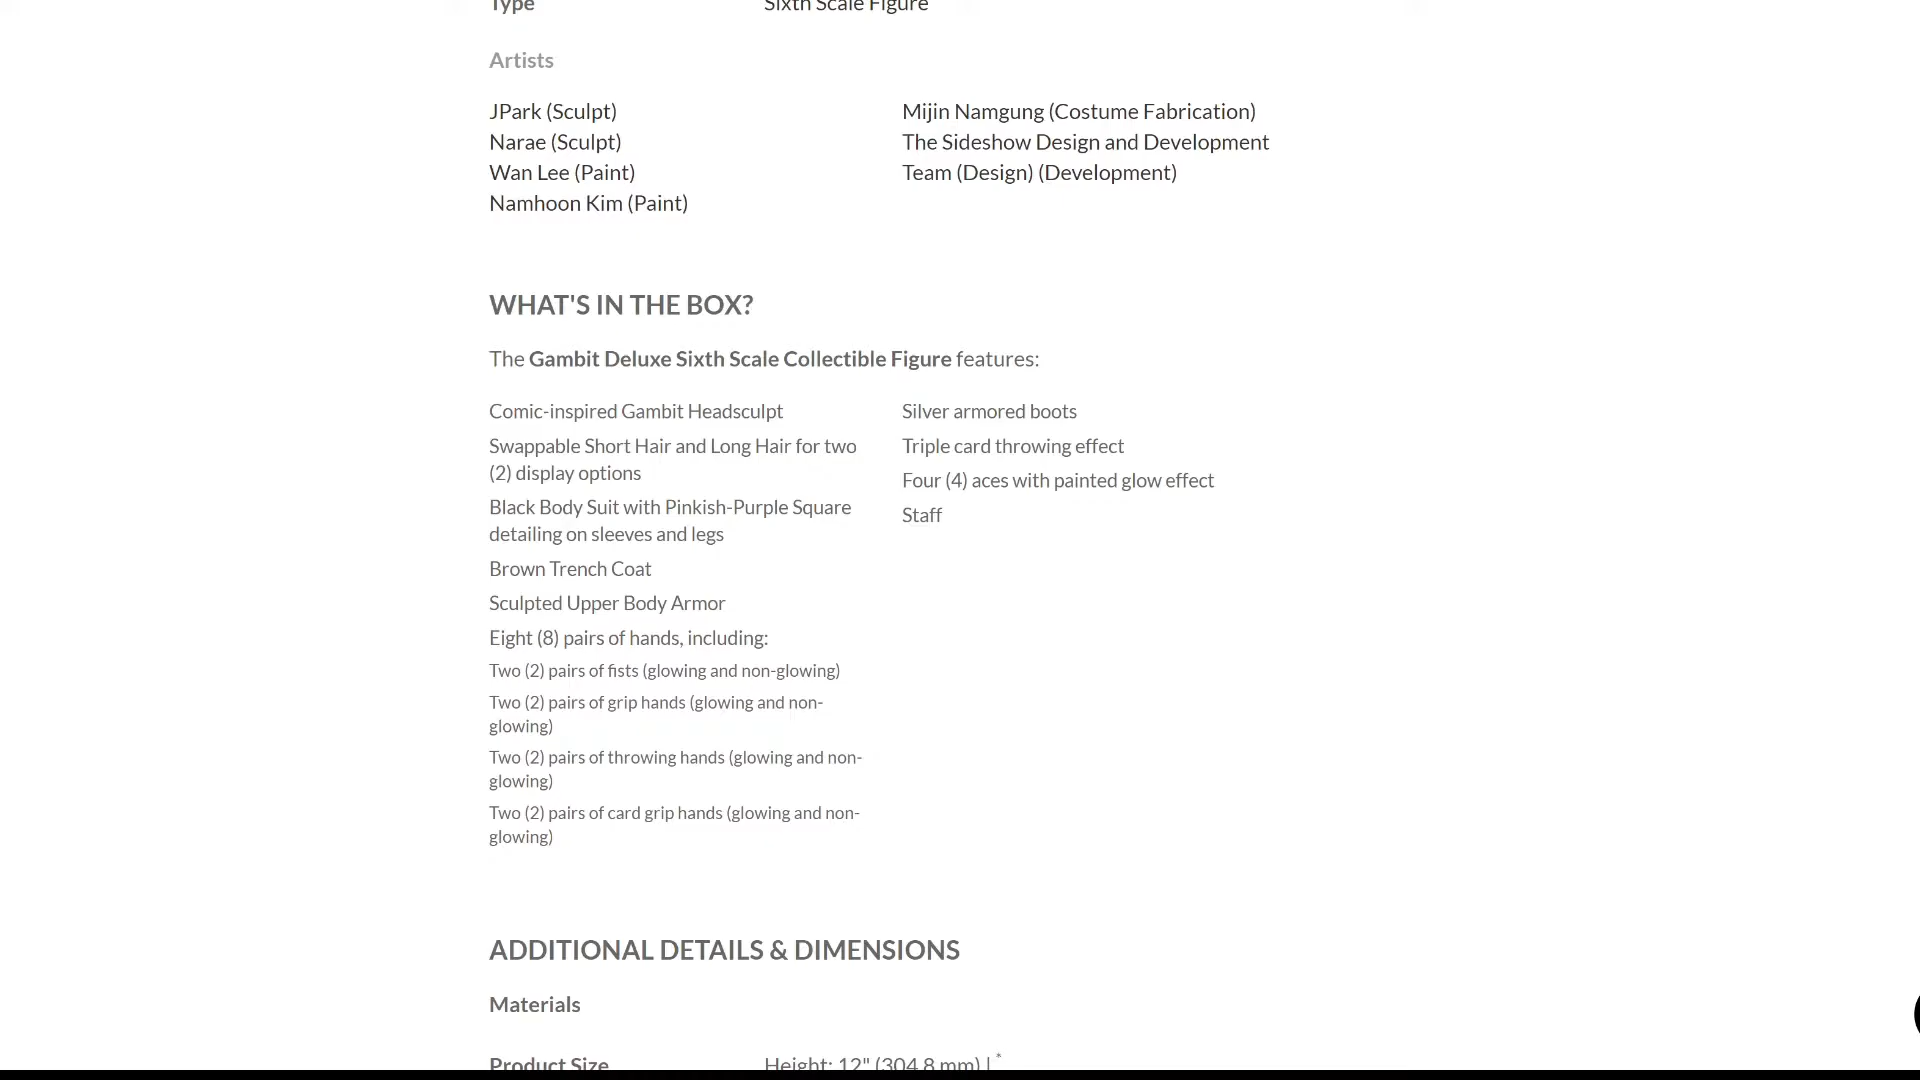 Type
Sixth Scale Figure
Artists
JPark (Sculpt)
Narae (Sculpt)
Wan Lee (Paint)
Namhoon Kim (Paint)
Mijin Namgung (Costume Fabrication)
The Sideshow Design and Development
Team (Design) (Development)
WHAT'S IN THE BOX?
The Gambit Deluxe Sixth Scale Collectible Figure features:
Comic-inspired Gambit Headsculpt
Swappable Short Hair and Long Hair for two
(2) display options
Black Body Suit with Pinkish-Purple Square
detailing on sleeves and legs
Brown Trench Coat
Sculpted Upper Body Armor
Eight (8) pairs of hands, including:
Two (2) pairs of fists (glowing and non-glowing)
Two (2) pairs of grip hands (glowing and non-
glowing)
Two (2) pairs of throwing hands (glowing and non-
glowing)
Two (2) pairs of card grip hands (glowing and non-
glowing)
Silver armored boots
Triple card throwing effect
Four (4) aces with painted glow effect
Staff
ADDITIONAL DETAILS & DIMENSIONS
Materials
Product Size
Height: 12" (304.8 mm) | *